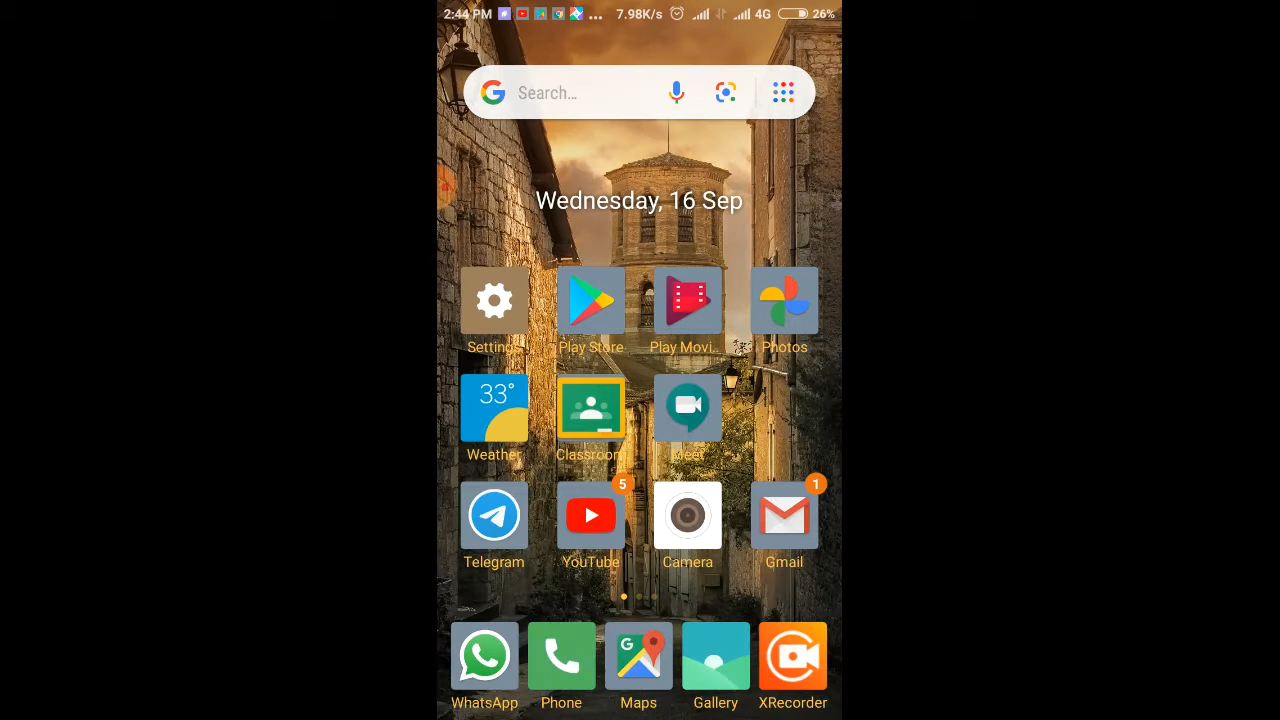 2:44 PM ... 7.98K/s 4G 26%
Search...
Wednesday, 16 Sep
Settings Play Store Play Movi.. Photos
33°
Weather Classroom Meet
5 1
Telegram YouTube Camera Gmail
G
WhatsApp Phone Maps Gallery XRecorder